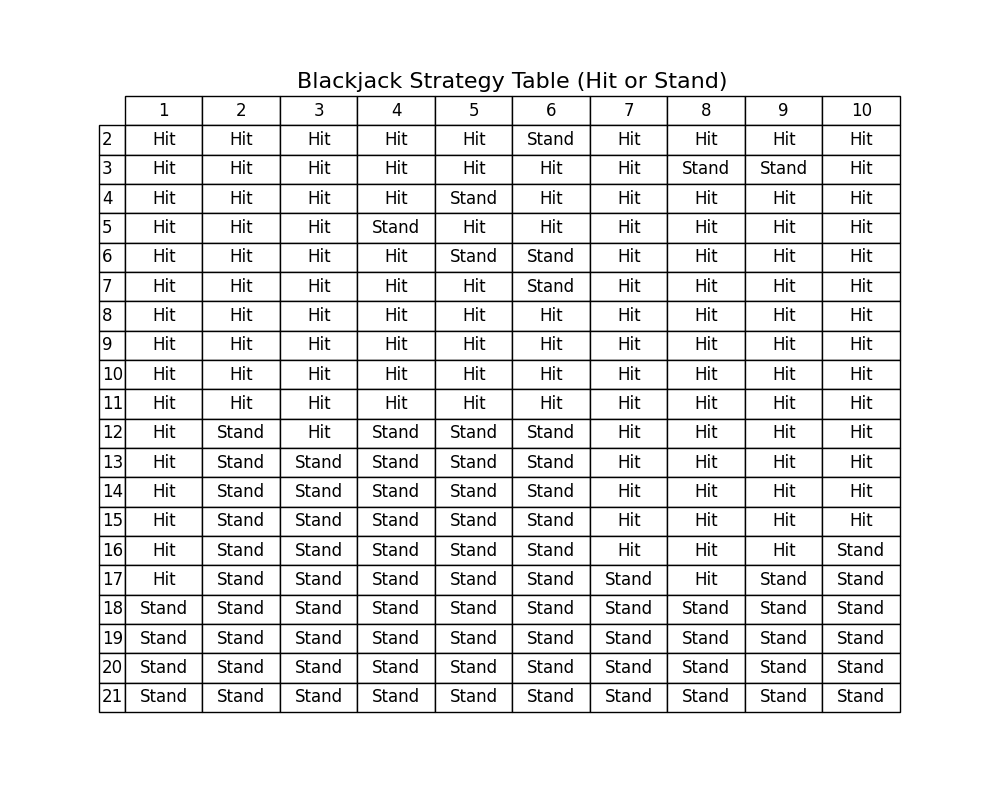 Blackjack Strategy Table (Hit or Stand)
1 2 3 4 5 6 7 8 9 10
2 Hit Hit Hit Hit Hit Stand Hit Hit Hit Hit
3 Hit Hit Hit Hit Hit Hit Hit Stand Stand Hit
4 Hit Hit Hit Hit Stand Hit Hit Hit Hit Hit
5 Hit Hit Hit Stand Hit Hit Hit Hit Hit Hit
6 Hit Hit Hit Hit Stand Stand Hit Hit Hit Hit
7 Hit Hit Hit Hit Hit Stand Hit Hit Hit Hit
8 Hit Hit Hit Hit Hit Hit Hit Hit Hit Hit
9 Hit Hit Hit Hit Hit Hit Hit Hit Hit Hit
10 Hit Hit Hit Hit Hit Hit Hit Hit Hit Hit
11 Hit Hit Hit Hit Hit Hit Hit Hit Hit Hit
12 Hit Stand Hit Stand Stand Stand Hit Hit Hit Hit
13 Hit Stand Stand Stand Stand Stand Hit Hit Hit Hit
14 Hit Stand Stand Stand Stand Stand Hit Hit Hit Hit
15 Hit Stand Stand Stand Stand Stand Hit Hit Hit Hit
16 Hit Stand Stand Stand Stand Stand Hit Hit Hit Stand
17 Hit Stand Stand Stand Stand Stand Stand Hit Stand Stand
18 Stand Stand Stand Stand Stand Stand Stand Stand Stand Stand
19 Stand Stand Stand Stand Stand Stand Stand Stand Stand Stand
20 Stand Stand Stand Stand Stand Stand Stand Stand Stand Stand
21 Stand Stand Stand Stand Stand Stand Stand Stand Stand Stand